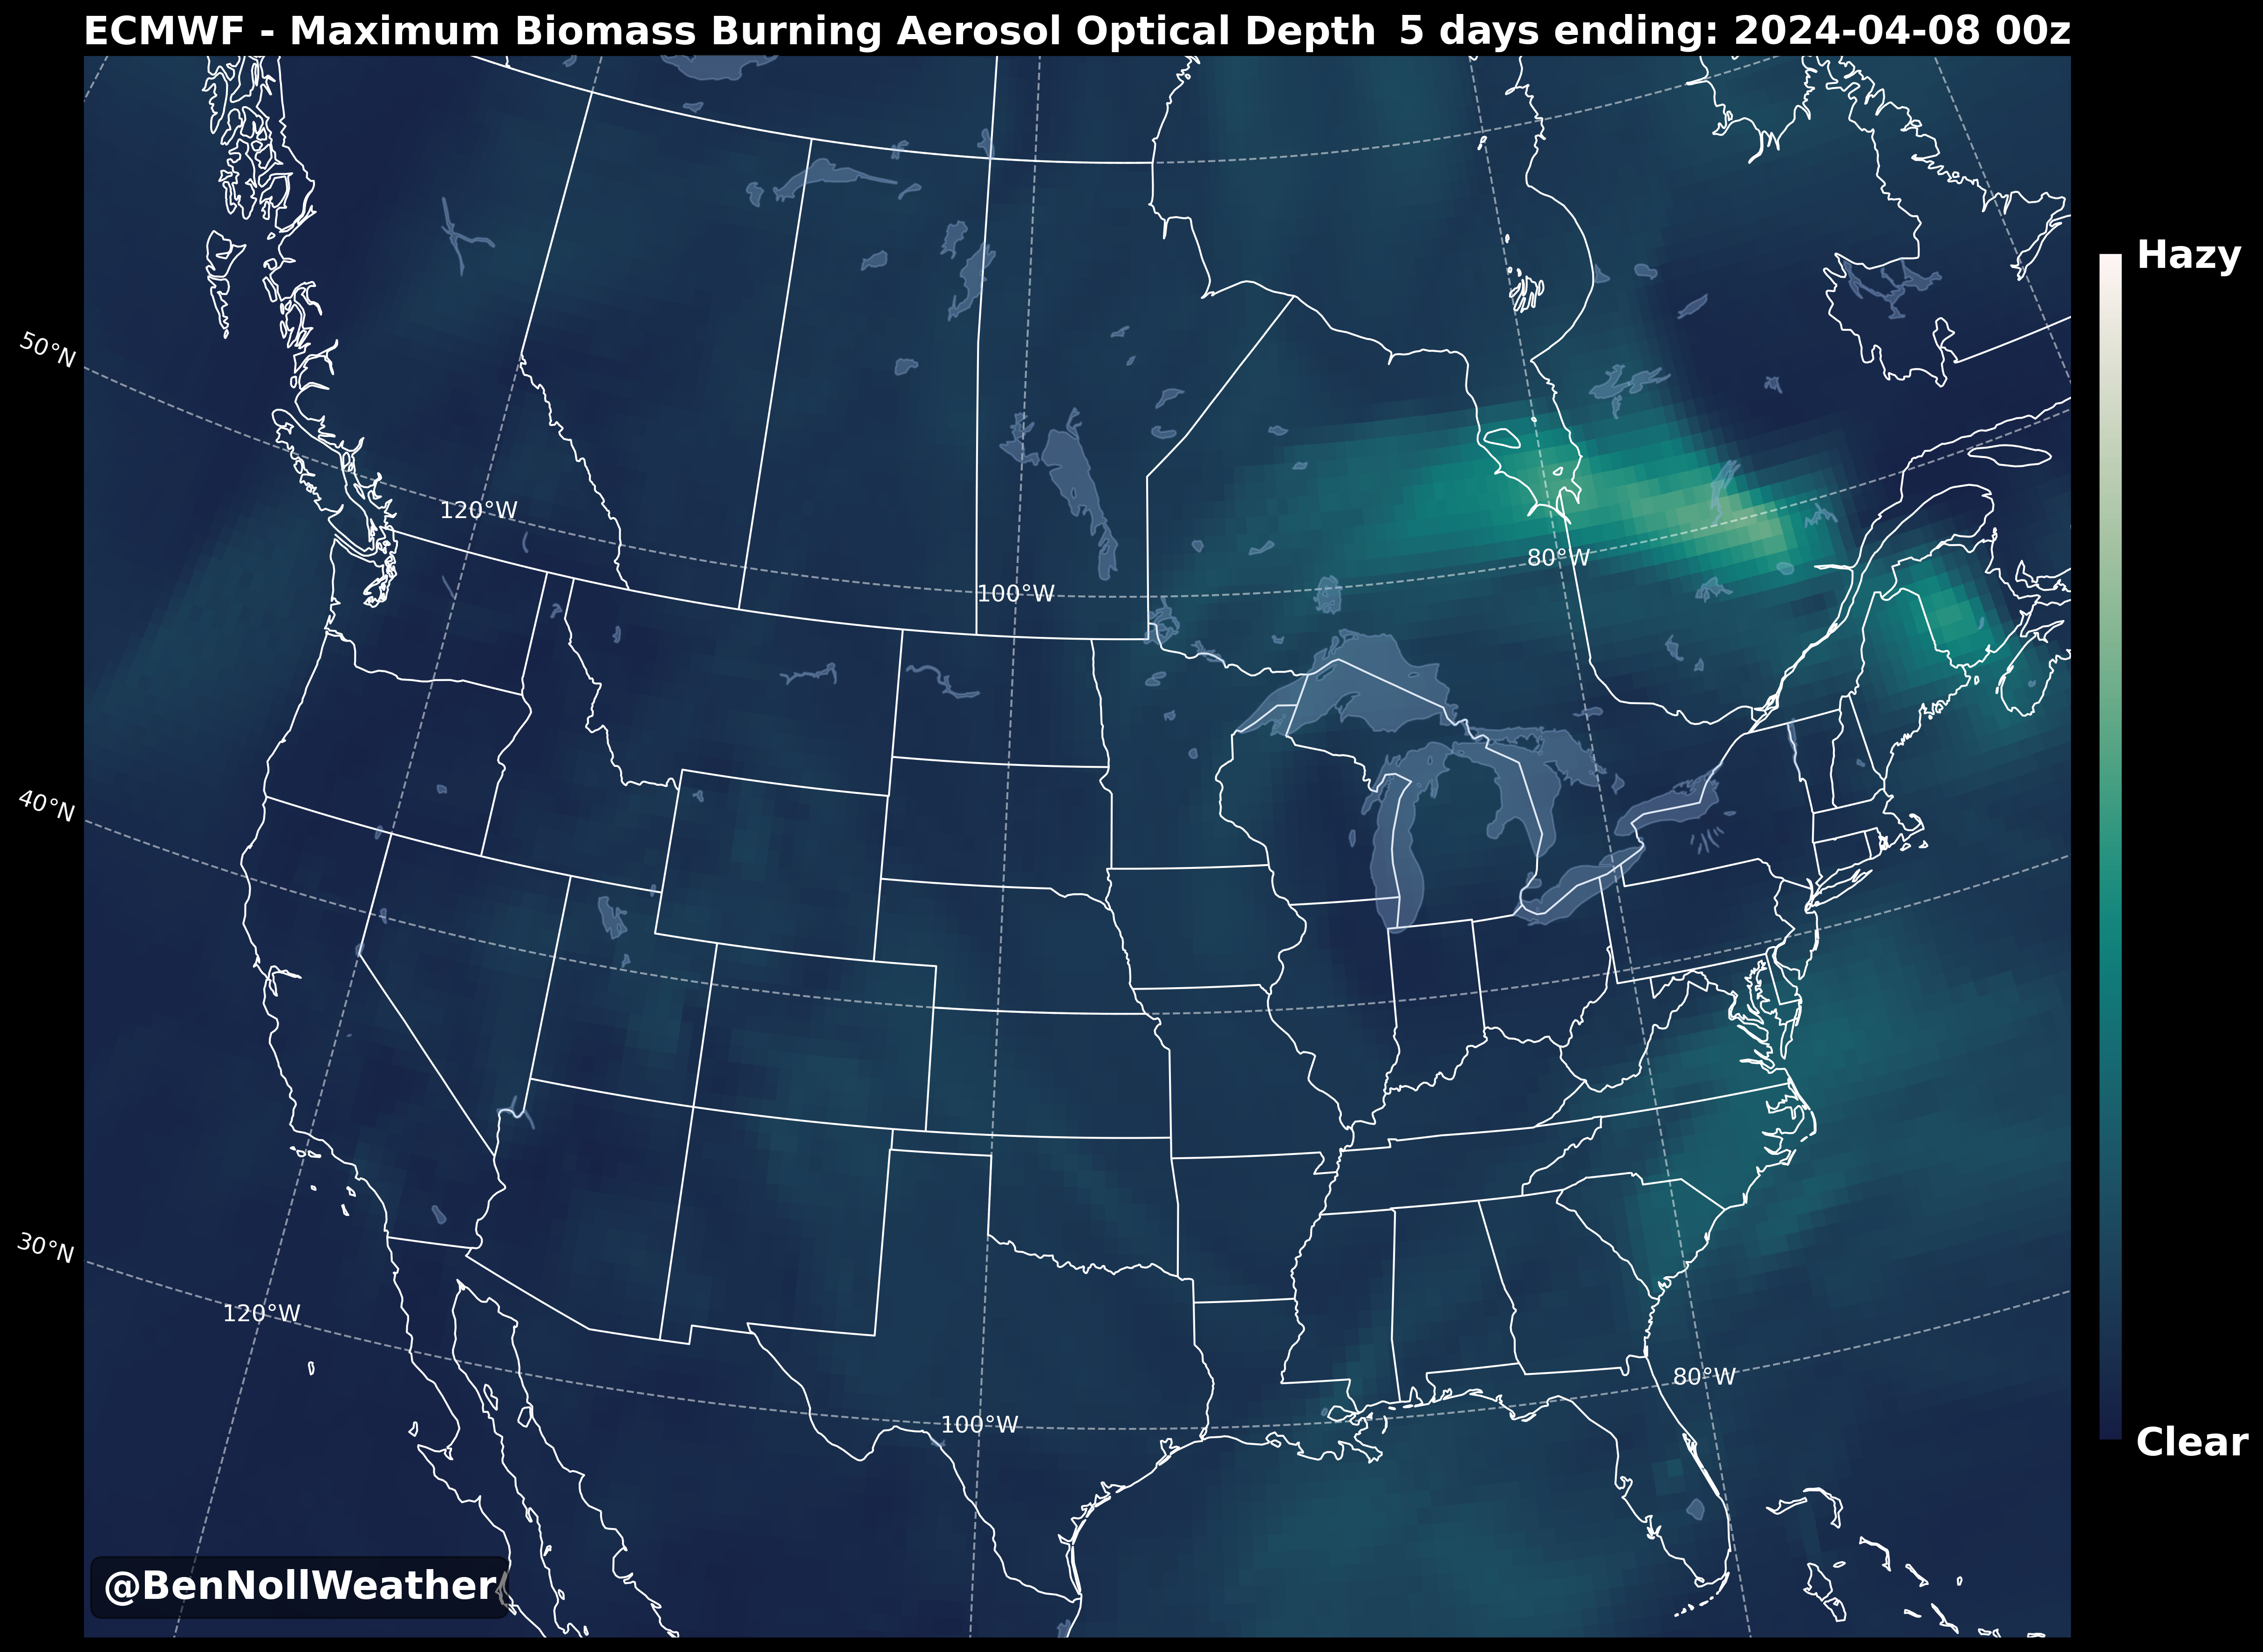 ECMWF - Maximum Biomass Burning Aerosol Optical Depth 5 days ending: 2024-04-08 00z
Hazy
50°N
120°W
80°W
100°W
40°N
30°N
120°W
80°W
100°W
Clear
@BenNollWeather